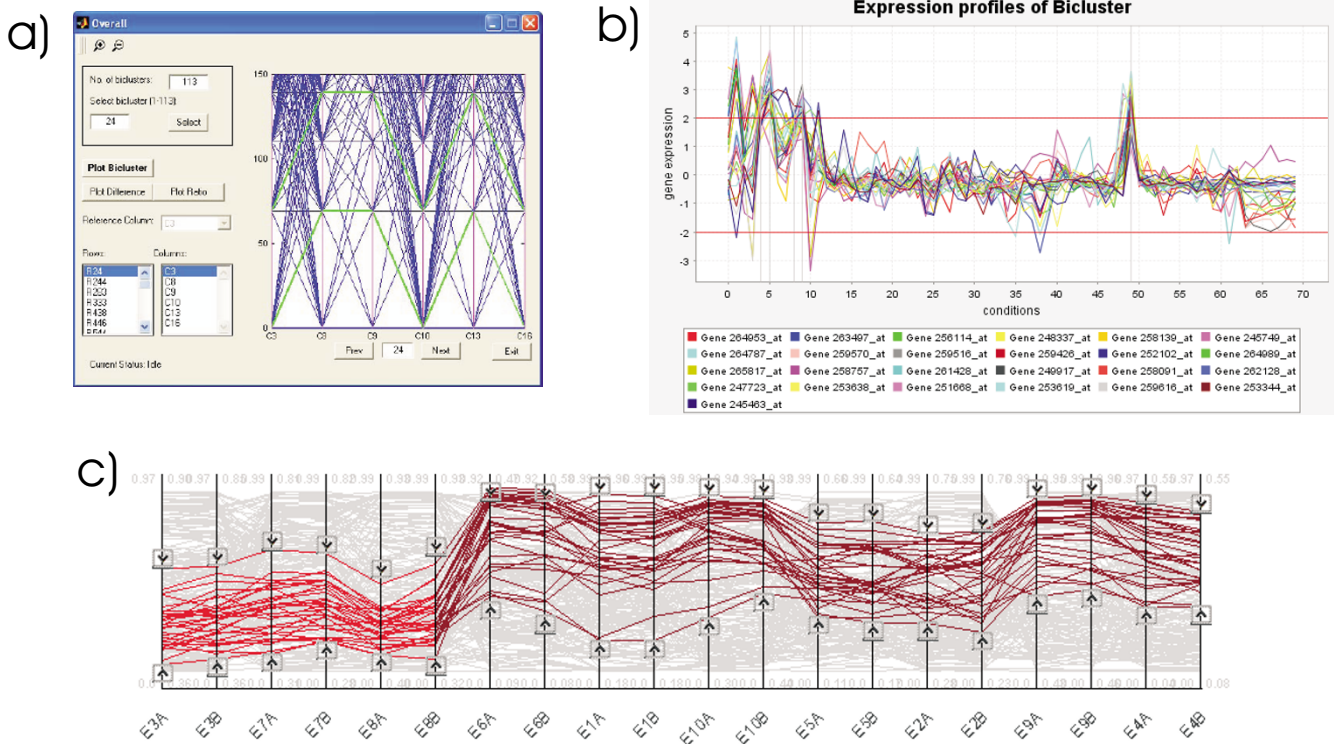 a)
Overall
No. of biclusters: 113
Select bicluster (1-113):
24 Select
Plot Bicluster
Plot Difference Plot Ratio
Reference Column: C3
Rows: Columns:
R24 C3
R244 C8
R293 C9
R333 C10
R438 C13
R446 C16
Current Status: Idle
150
100
50
0
C3 C8 C9 C10 C13 C16
Prev 24 Next Exit
b)
Expression profiles of Bicluster
gene expression
5
4
3
2
1
0
-1
-2
-3
0 5 10 15 20 25 30 35 40 45 50 55 60 65 70
conditions
Gene 264953_at Gene 263497_at Gene 256114_at Gene 248337_at Gene 258139_at Gene 245749_at
Gene 264787_at Gene 259570_at Gene 259516_at Gene 259426_at Gene 252102_at Gene 264989_at
Gene 265817_at Gene 258757_at Gene 261428_at Gene 249917_at Gene 258091_at Gene 262128_at
Gene 247723_at Gene 253638_at Gene 251668_at Gene 253619_at Gene 259616_at Gene 253344_at
Gene 245463_at
c)
0.97 0.55
0.08
E3A E3B E7A E7B E8A E8B E6A E6B E1A E1B E10A E10B E5A E5B E2A E2B E9A E9B E4A E4B